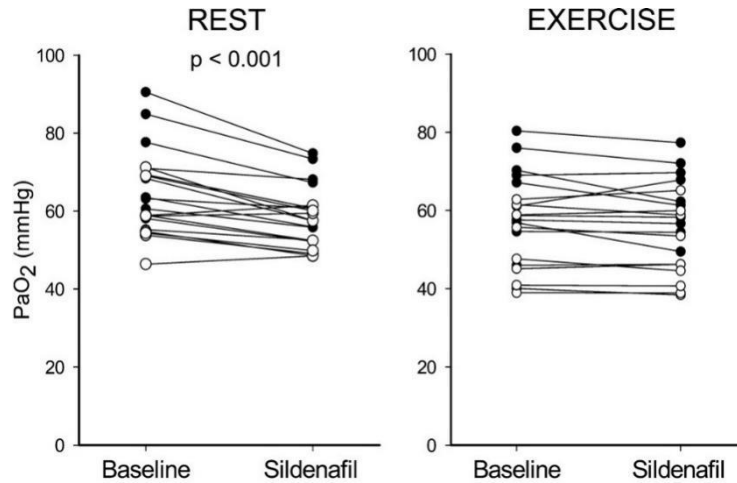 REST
p < 0.001
PaO₂ (mmHg)
100
80
60
40
20
0
Baseline Sildenafil
EXERCISE
100
80
60
40
20
0
Baseline Sildenafil